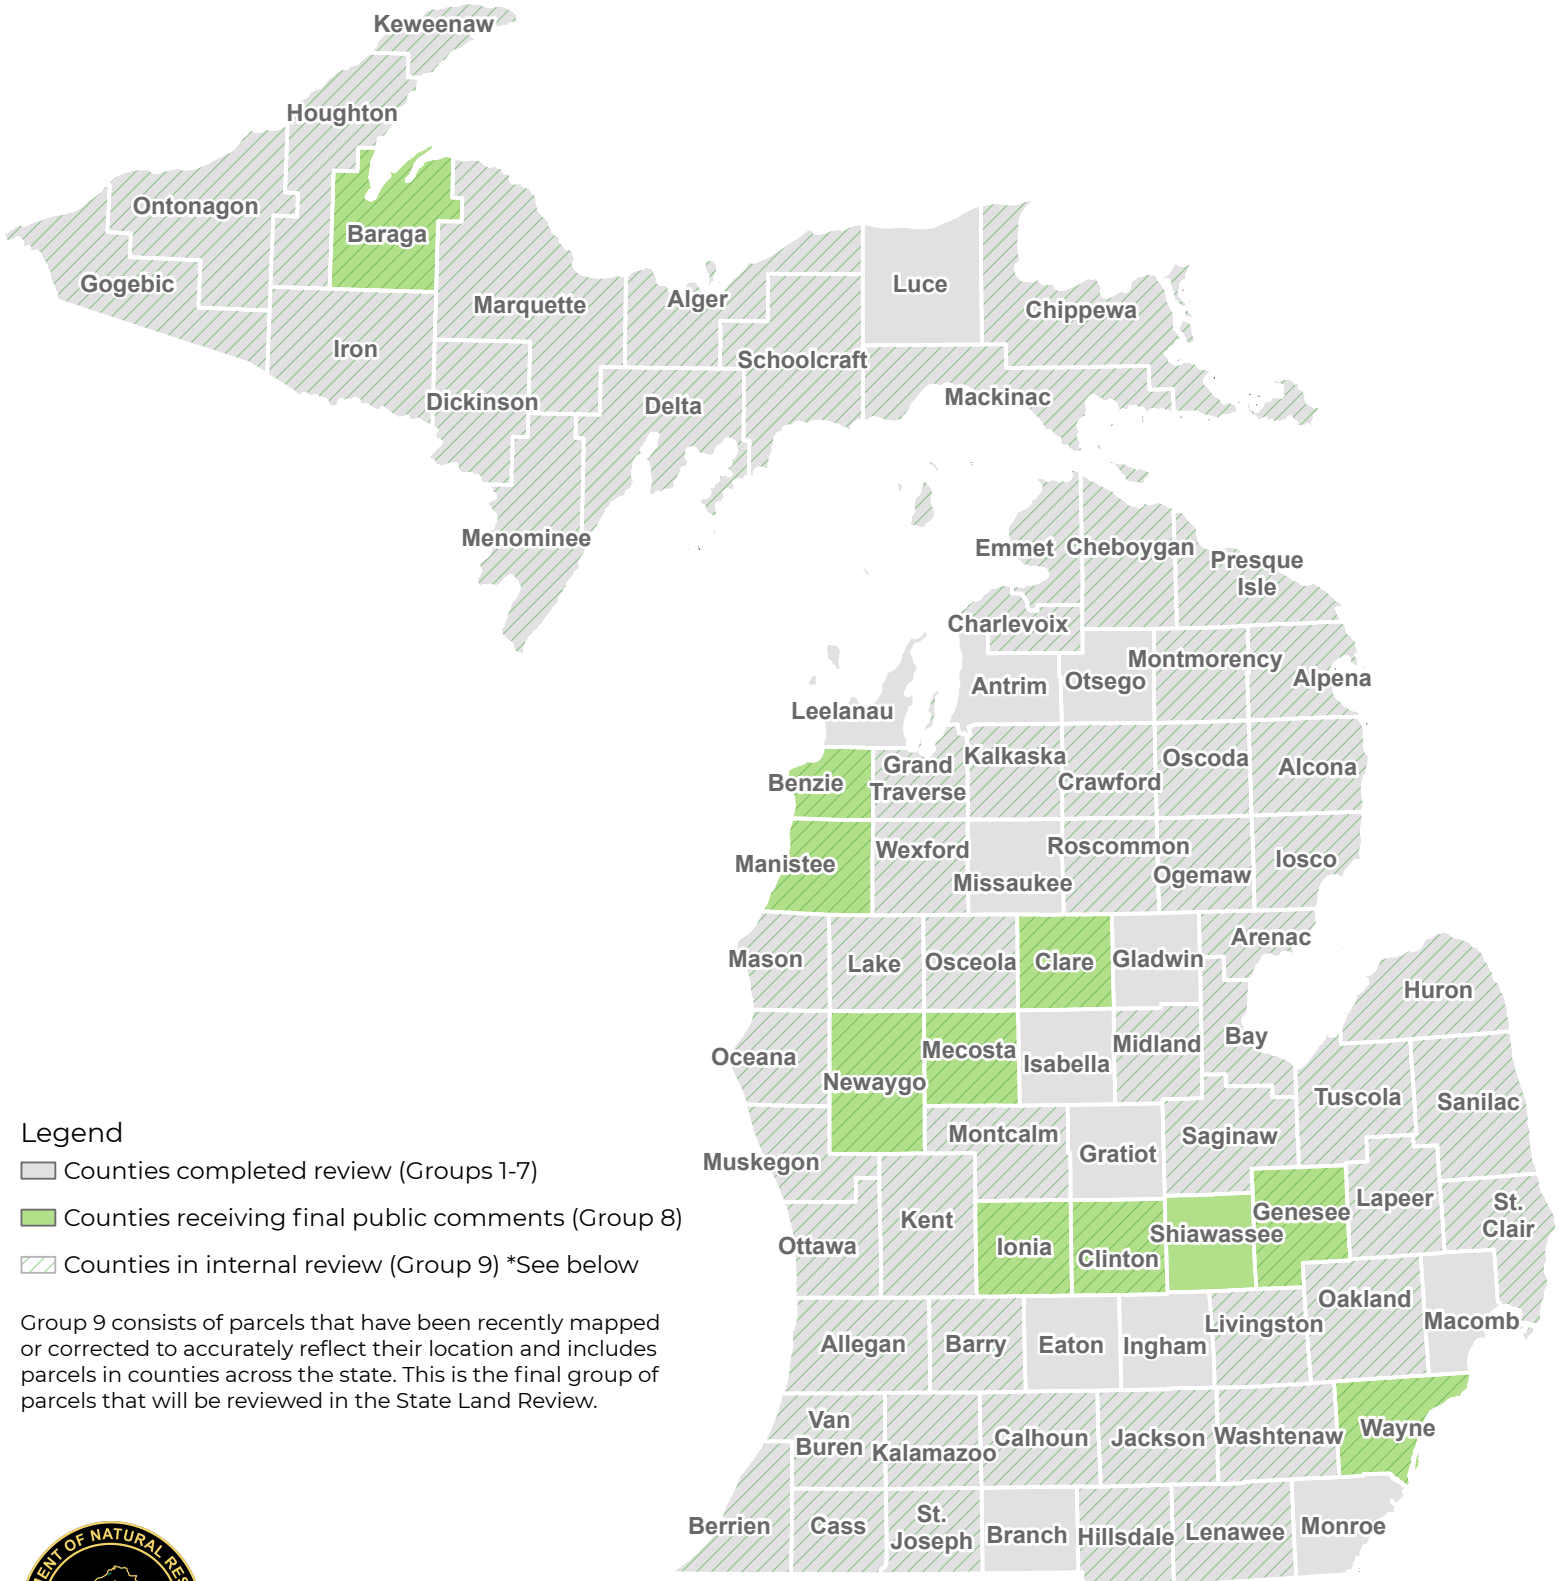 Keweenaw
Houghton
Ontonagon
Baraga
Gogebic
Marquette
Alger
Luce
Chippewa
Iron
Schoolcraft
Dickinson
Delta
Mackinac
Menominee
Emmet
Cheboygan
Presque
Isle
Charlevoix
Montmorency
Antrim
Otsego
Alpena
Leelanau
Grand
Traverse
Kalkaska
Crawford
Oscoda
Alcona
Benzie
Manistee
Wexford
Missaukee
Roscommon
Ogemaw
Iosco
Mason
Lake
Osceola
Clare
Gladwin
Arenac
Huron
Oceana
Newaygo
Mecosta
Isabella
Midland
Bay
Tuscola
Sanilac
Muskegon
Montcalm
Gratiot
Saginaw
Ottawa
Kent
Ionia
Clinton
Shiawassee
Genesee
Lapeer
St.
Clair
Allegan
Barry
Eaton
Ingham
Livingston
Oakland
Macomb
Van
Buren
Kalamazoo
Calhoun
Jackson
Washtenaw
Wayne
Berrien
Cass
St.
Joseph
Branch
Hillsdale
Lenawee
Monroe
Legend
Counties completed review (Groups 1-7)
Counties receiving final public comments (Group 8)
Counties in internal review (Group 9) *See below
Group 9 consists of parcels that have been recently mapped
or corrected to accurately reflect their location and includes
parcels in counties across the state. This is the final group of
parcels that will be reviewed in the State Land Review.
OF NATURAL